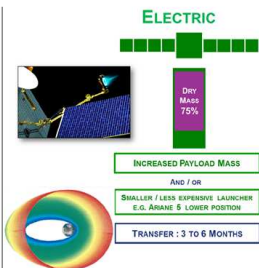 ELECTRIC
DRY
MASS
75%
INCREASED PAYLOAD MASS
AND / OR
SMALLER / LESS EXPENSIVE LAUNCHER
E.G. ARIANE 5 LOWER POSITION
TRANSFER : 3 TO 6 MONTHS